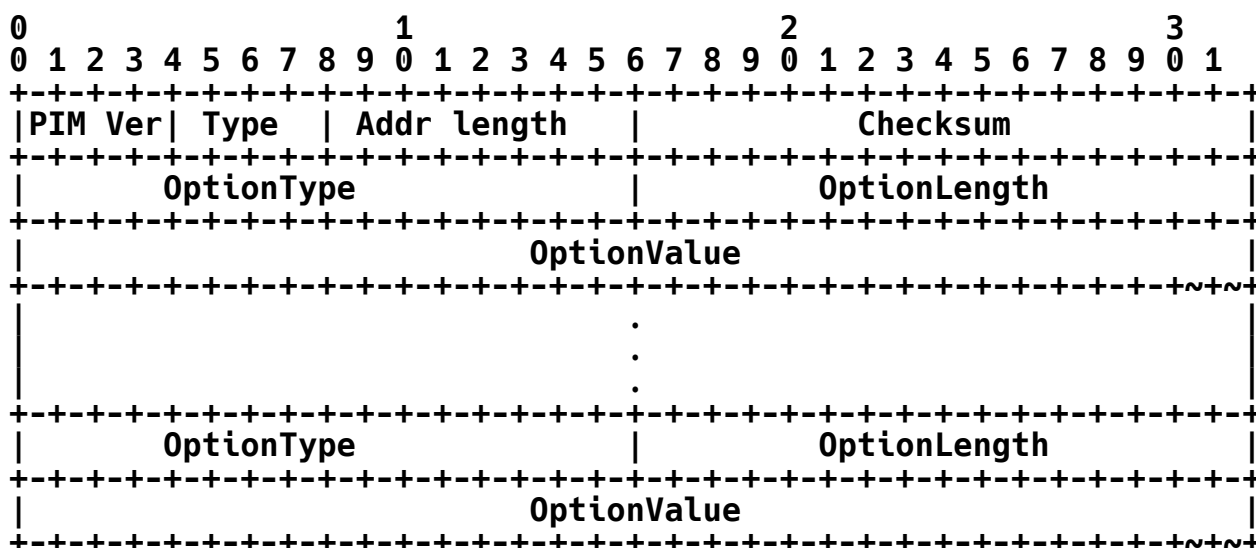 0                   1                   2                   3
0 1 2 3 4 5 6 7 8 9 0 1 2 3 4 5 6 7 8 9 0 1 2 3 4 5 6 7 8 9 0 1
+-+-+-+-+-+-+-+-+-+-+-+-+-+-+-+-+-+-+-+-+-+-+-+-+-+-+-+-+-+-+-+-+
|PIM Ver| Type  | Addr length   |           Checksum            |
+-+-+-+-+-+-+-+-+-+-+-+-+-+-+-+-+-+-+-+-+-+-+-+-+-+-+-+-+-+-+-+-+
|       OptionType              |         OptionLength          |
+-+-+-+-+-+-+-+-+-+-+-+-+-+-+-+-+-+-+-+-+-+-+-+-+-+-+-+-+-+-+-+-+
|                          OptionValue                          |
+-+-+-+-+-+-+-+-+-+-+-+-+-+-+-+-+-+-+-+-+-+-+-+-+-+-+-+-+-+-+~+~+
|                               .                               |
|                               .                               |
|                               .                               |
+-+-+-+-+-+-+-+-+-+-+-+-+-+-+-+-+-+-+-+-+-+-+-+-+-+-+-+-+-+-+-+-+
|       OptionType              |         OptionLength          |
+-+-+-+-+-+-+-+-+-+-+-+-+-+-+-+-+-+-+-+-+-+-+-+-+-+-+-+-+-+-+-+-+
|                          OptionValue                          |
+-+-+-+-+-+-+-+-+-+-+-+-+-+-+-+-+-+-+-+-+-+-+-+-+-+-+-+-+-+-+~+~+